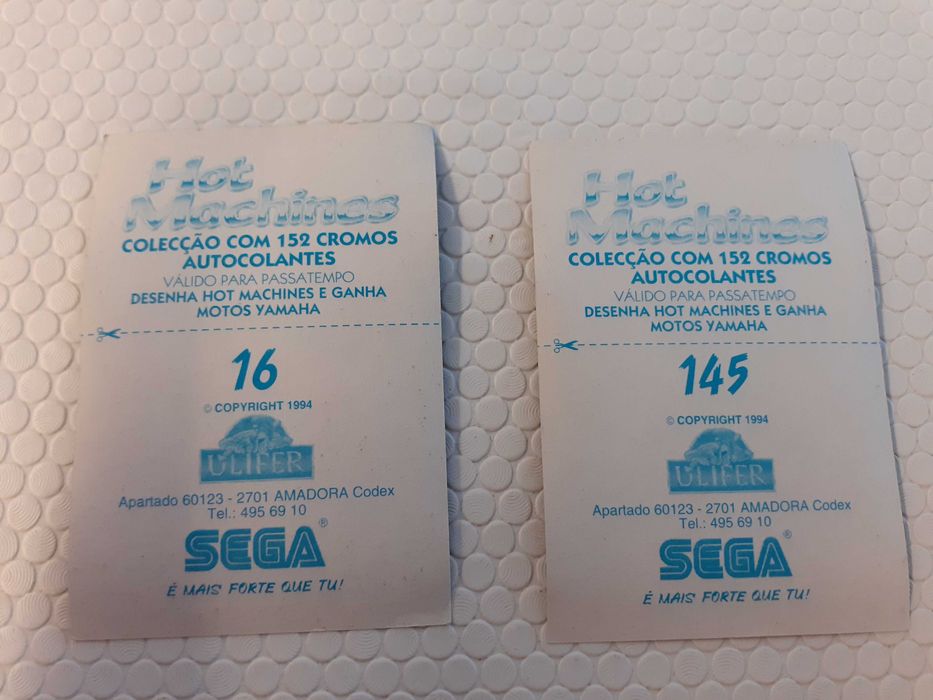 Hot
Machines
COLECÇÃO COM 152 CROMOS
AUTOCOLANTES
VÁLIDO PARA PASSATEMPO
DESENHA HOT MACHINES E GANHA
MOTOS YAMAHA
16
© COPYRIGHT 1994
ULIFER
Apartado 60123 - 2701 AMADORA Codex
Tel.: 495 69 10
SEGA®
É MAIS FORTE QUE TU!
Hot
Machines
COLECÇÃO COM 152 CROMOS
AUTOCOLANTES
VÁLIDO PARA PASSATEMPO
DESENHA HOT MACHINES E GANHA
MOTOS YAMAHA
145
© COPYRIGHT 1994
ULIFER
Apartado 60123 - 2701 AMADORA Codex
Tel.: 495 69 10
SEGA®
É MAIS FORTE QUE TU!